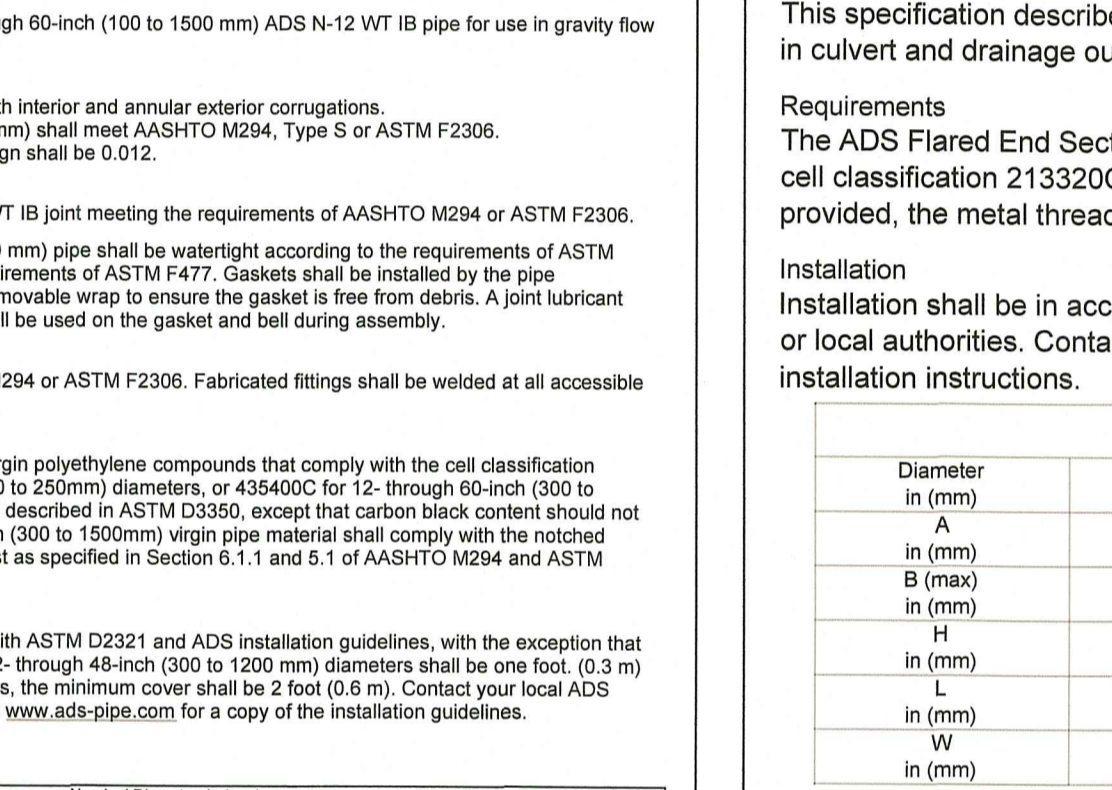 gh 60-inch (100 to 1500 mm) ADS N-12 WT IB pipe for use in gravity flow
h interior and annular exterior corrugations.
nm) shall meet AASHTO M294, Type S or ASTM F2306.
gn shall be 0.012.
/T IB joint meeting the requirements of AASHTO M294 or ASTM F2306.
mm) pipe shall be watertight according to the requirements of ASTM
irements of ASTM F477. Gaskets shall be installed by the pipe
movable wrap to ensure the gasket is free from debris. A joint lubricant
ll be used on the gasket and bell during assembly.
294 or ASTM F2306. Fabricated fittings shall be welded at all accessible
rgin polyethylene compounds that comply with the cell classification
0 to 250mm) diameters, or 435400C for 12- through 60-inch (300 to
described in ASTM D3350, except that carbon black content should not
n (300 to 1500mm) virgin pipe material shall comply with the notched
st as specified in Section 6.1.1 and 5.1 of AASHTO M294 and ASTM
ith ASTM D2321 and ADS installation guidelines, with the exception that
2- through 48-inch (300 to 1200 mm) diameters shall be one foot. (0.3 m)
s, the minimum cover shall be 2 foot (0.6 m). Contact your local ADS
www.ads-pipe.com for a copy of the installation guidelines.
This specification describe
in culvert and drainage ou
Requirements
The ADS Flared End Sect
cell classification 213320C
provided, the metal thread
Installation
Installation shall be in acc
or local authorities. Conta
installation instructions.
Diameter
in (mm)
A
in (mm)
B (max)
in (mm)
H
in (mm)
L
in (mm)
W
in (mm)